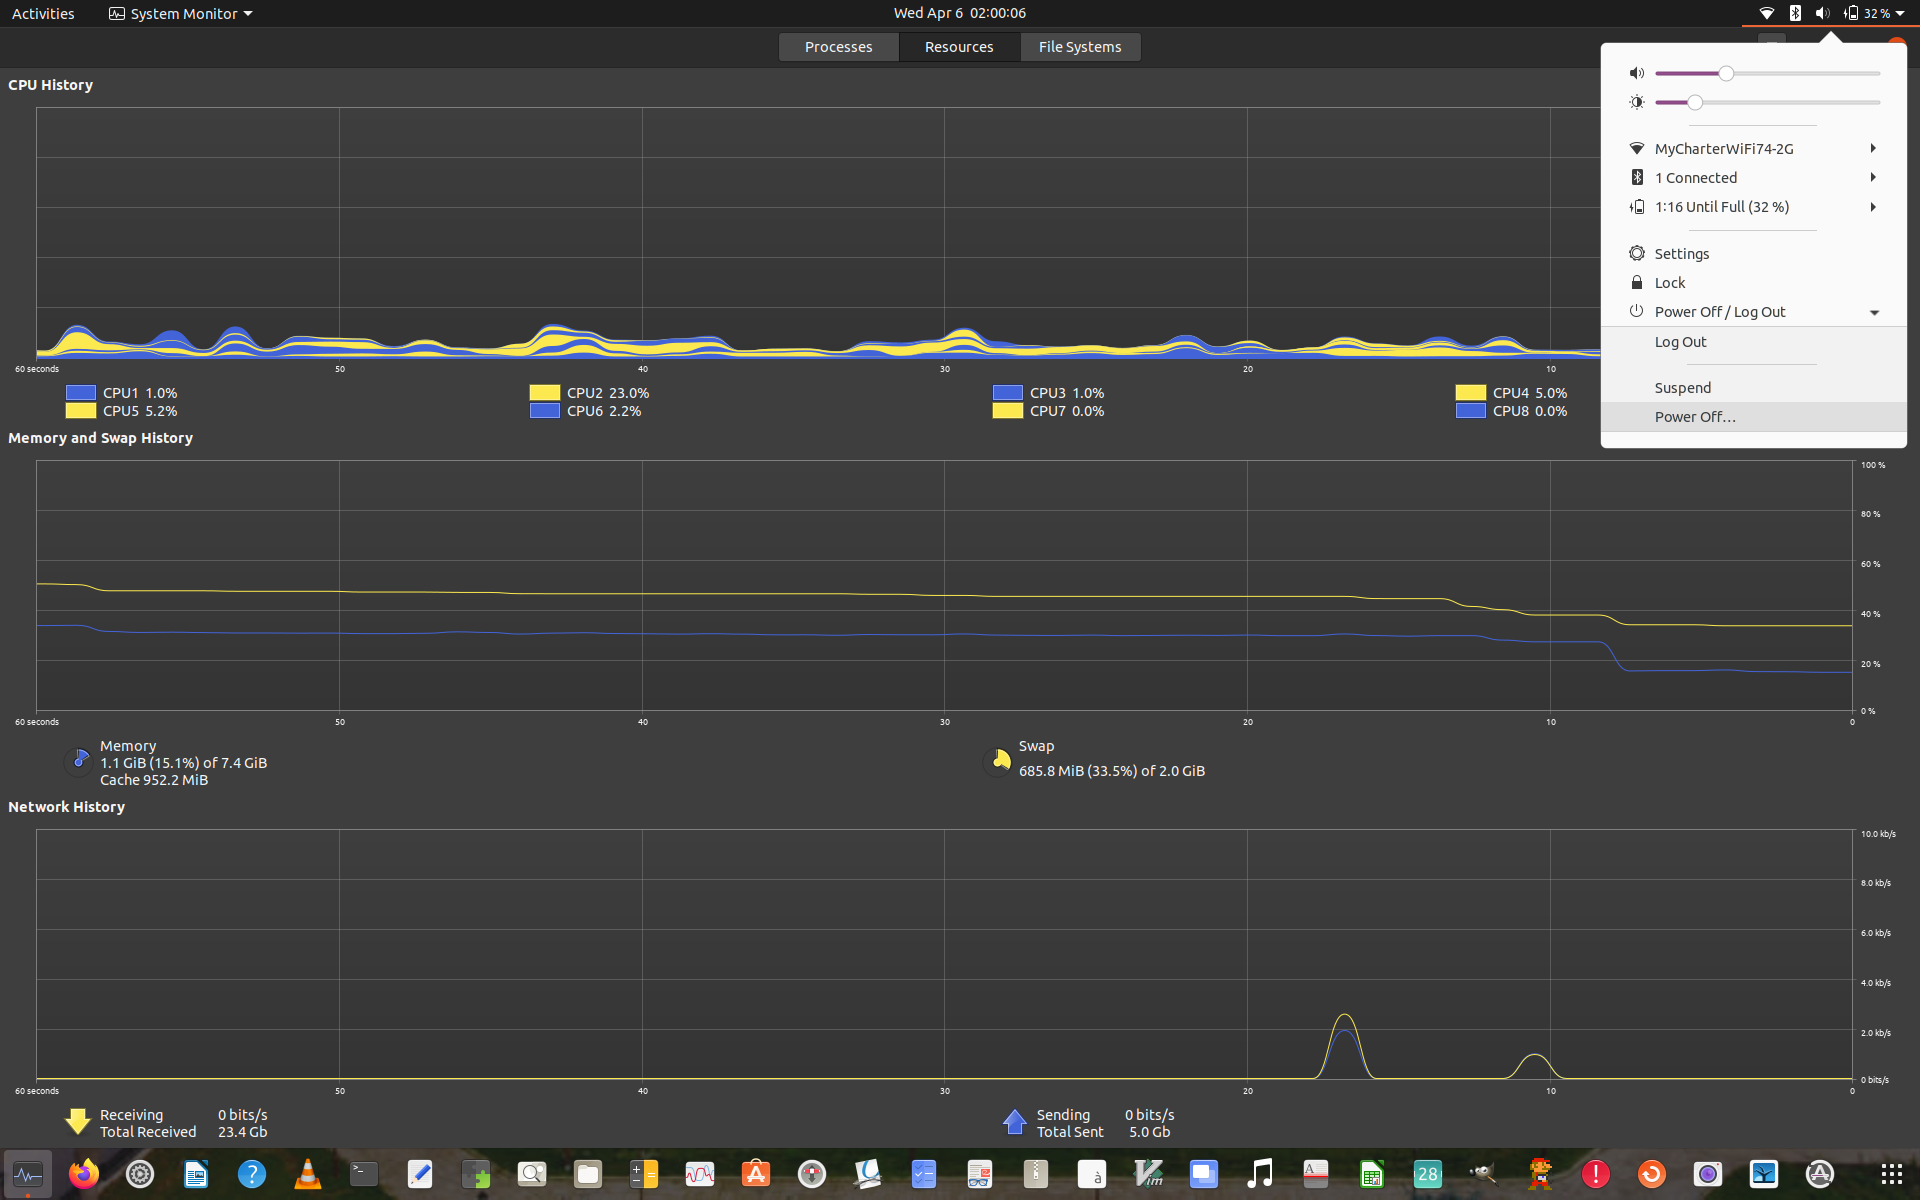 Activities
System Monitor
Wed Apr 6 02:00:06
32 %
Processes
Resources
File Systems
CPU History
60 seconds
50
40
30
20
10
CPU1 1.0%
CPU2 23.0%
CPU3 1.0%
CPU4 5.0%
CPU5 5.2%
CPU6 2.2%
CPU7 0.0%
CPU8 0.0%
MyCharterWiFi74-2G
1 Connected
1:16 Until Full (32 %)
Settings
Lock
Power Off / Log Out
Log Out
Suspend
Power Off...
Memory and Swap History
100 %
80 %
60 %
40 %
20 %
0 %
60 seconds
50
40
30
20
10
0
Memory
1.1 GiB (15.1%) of 7.4 GiB
Cache 952.2 MiB
Swap
685.8 MiB (33.5%) of 2.0 GiB
Network History
10.0 kb/s
8.0 kb/s
6.0 kb/s
4.0 kb/s
2.0 kb/s
0 bits/s
60 seconds
50
40
30
20
10
0
Receiving 0 bits/s
Total Received 23.4 Gb
Sending 0 bits/s
Total Sent 5.0 Gb
?
>_
à
Vim
A
28
!